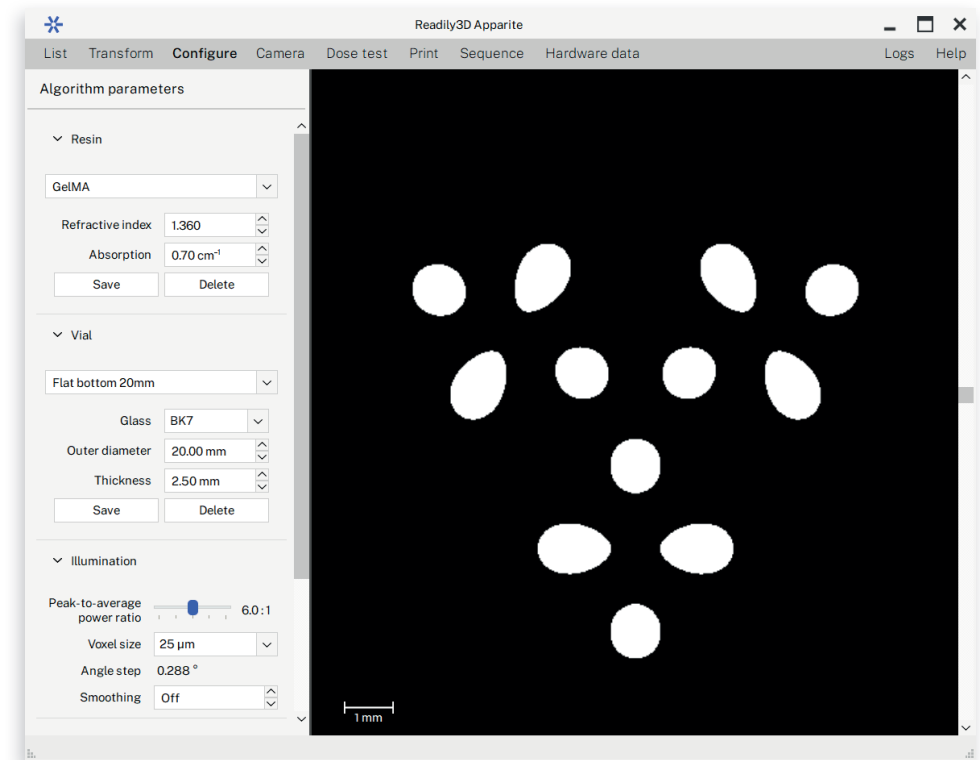 Readily3D Apparite
List Transform Configure Camera Dose test Print Sequence Hardware data Logs Help
Algorithm parameters
Resin
GelMA
Refractive index 1.360
Absorption 0.70 cm⁻¹
Save Delete
Vial
Flat bottom 20mm
Glass BK7
Outer diameter 20.00 mm
Thickness 2.50 mm
Save Delete
Illumination
Peak-to-average
power ratio 6.0:1
Voxel size 25 µm
Angle step 0.288 °
Smoothing Off
1 mm